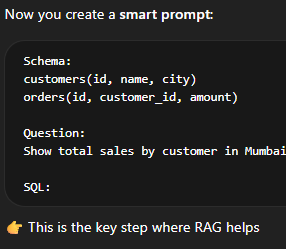 Now you create a smart prompt:
Schema:
customers(id, name, city)
orders(id, customer_id, amount)
Question:
Show total sales by customer in Mumbai
SQL:
👉 This is the key step where RAG helps